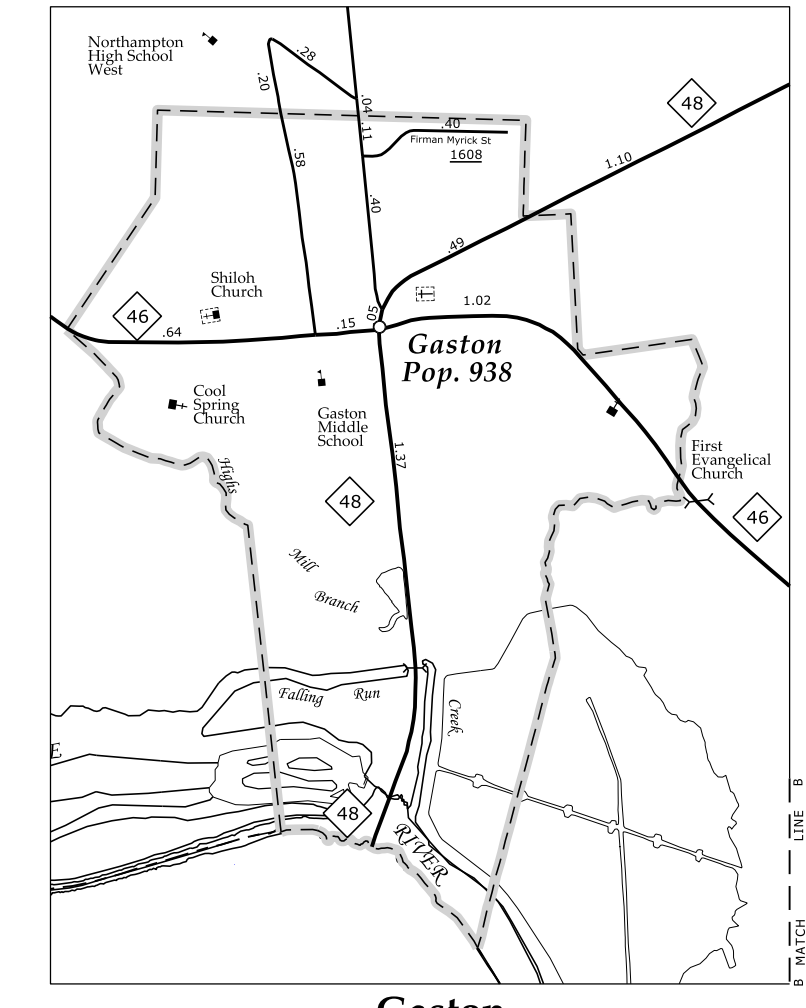 Northampton
High School
West
.28
.20
.04
.11
.40
Firman Myrick St
1608
48
1.10
.58
.40
.49
Shiloh
Church
46
.64
.15
.05
1.02
Gaston
Pop. 938
Cool
Spring
Church
Gaston
Middle
School
1.37
First
Evangelical
Church
Highs
48
46
Mill
Branch
Falling Run
Creek
E
48
RIVER
B MATCH LINE B
Gaston